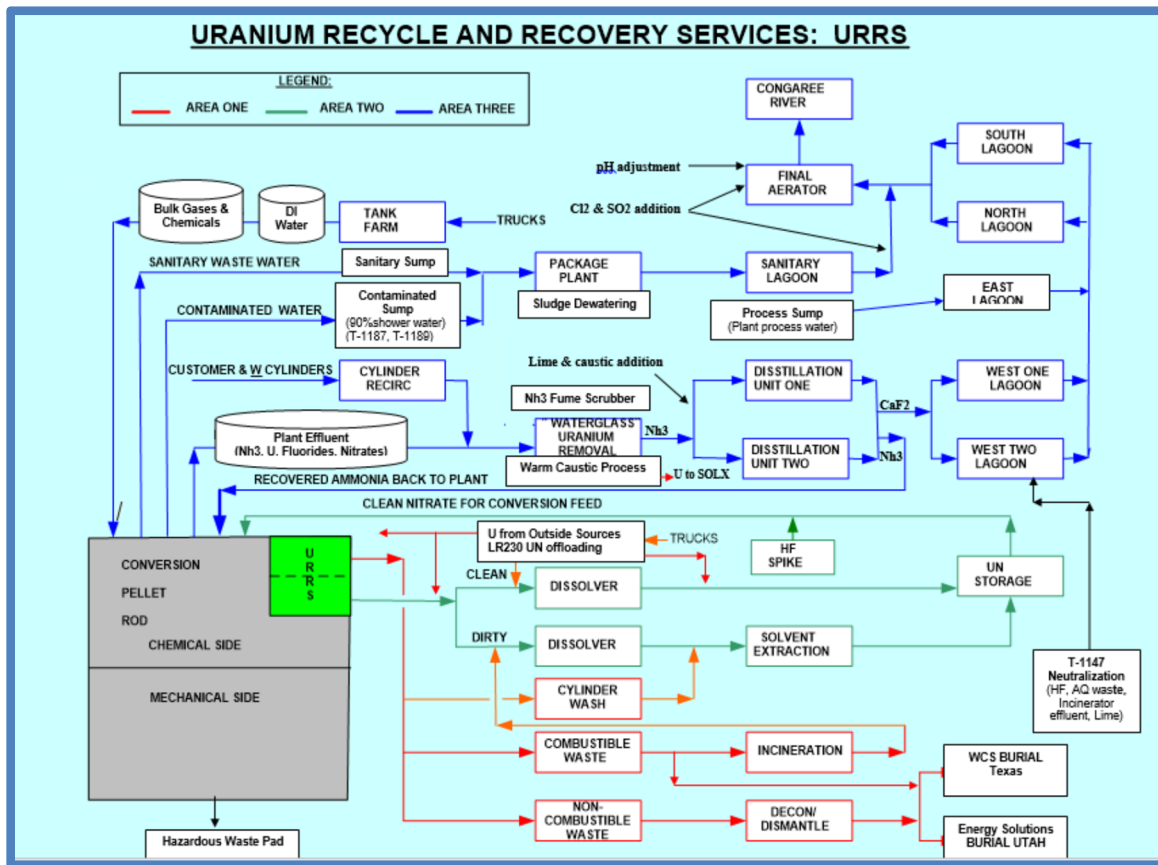 URANIUM RECYCLE AND RECOVERY SERVICES: URRS
LEGEND:
AREA ONE
AREA TWO
AREA THREE
CONGAREE
RIVER
SOUTH
LAGOON
pH adjustment
FINAL
AERATOR
Bulk Gases &
Chemicals
DI
Water
TANK
FARM
TRUCKS
Cl2 & SO2 addition
NORTH
LAGOON
SANITARY WASTE WATER
Sanitary Sump
PACKAGE
PLANT
SANITARY
LAGOON
Sludge Dewatering
EAST
LAGOON
CONTAMINATED WATER
Contaminated
Sump
(90%shower water)
(T-1187, T-1189)
Process Sump
(Plant process water)
CUSTOMER & W CYLINDERS
CYLINDER
RECIRC
Lime & caustic addition
DISSTILLATION
UNIT ONE
WEST ONE
LAGOON
Nh3 Fume Scrubber
CaF2
Plant Effluent
(Nh3, U, Fluorides, Nitrates)
WATERGLASS
URANIUM
REMOVAL
Nh3
DISSTILLATION
UNIT TWO
Nh3
WEST TWO
LAGOON
Warm Caustic Process
U to SOLX
RECOVERED AMMONIA BACK TO PLANT
CLEAN NITRATE FOR CONVERSION FEED
U from Outside Sources
LR230 UN offloading
TRUCKS
HF
SPIKE
CONVERSION
PELLET
ROD
CHEMICAL SIDE
MECHANICAL SIDE
U
R
R
S
CLEAN
DISSOLVER
UN
STORAGE
DIRTY
DISSOLVER
SOLVENT
EXTRACTION
CYLINDER
WASH
T-1147
Neutralization
(HF, AQ waste,
Incinerator
effluent, Lime)
COMBUSTIBLE
WASTE
INCINERATION
WCS BURIAL
Texas
NON-
COMBUSTIBLE
WASTE
DECON/
DISMANTLE
Energy Solutions
BURIAL UTAH
Hazardous Waste Pad